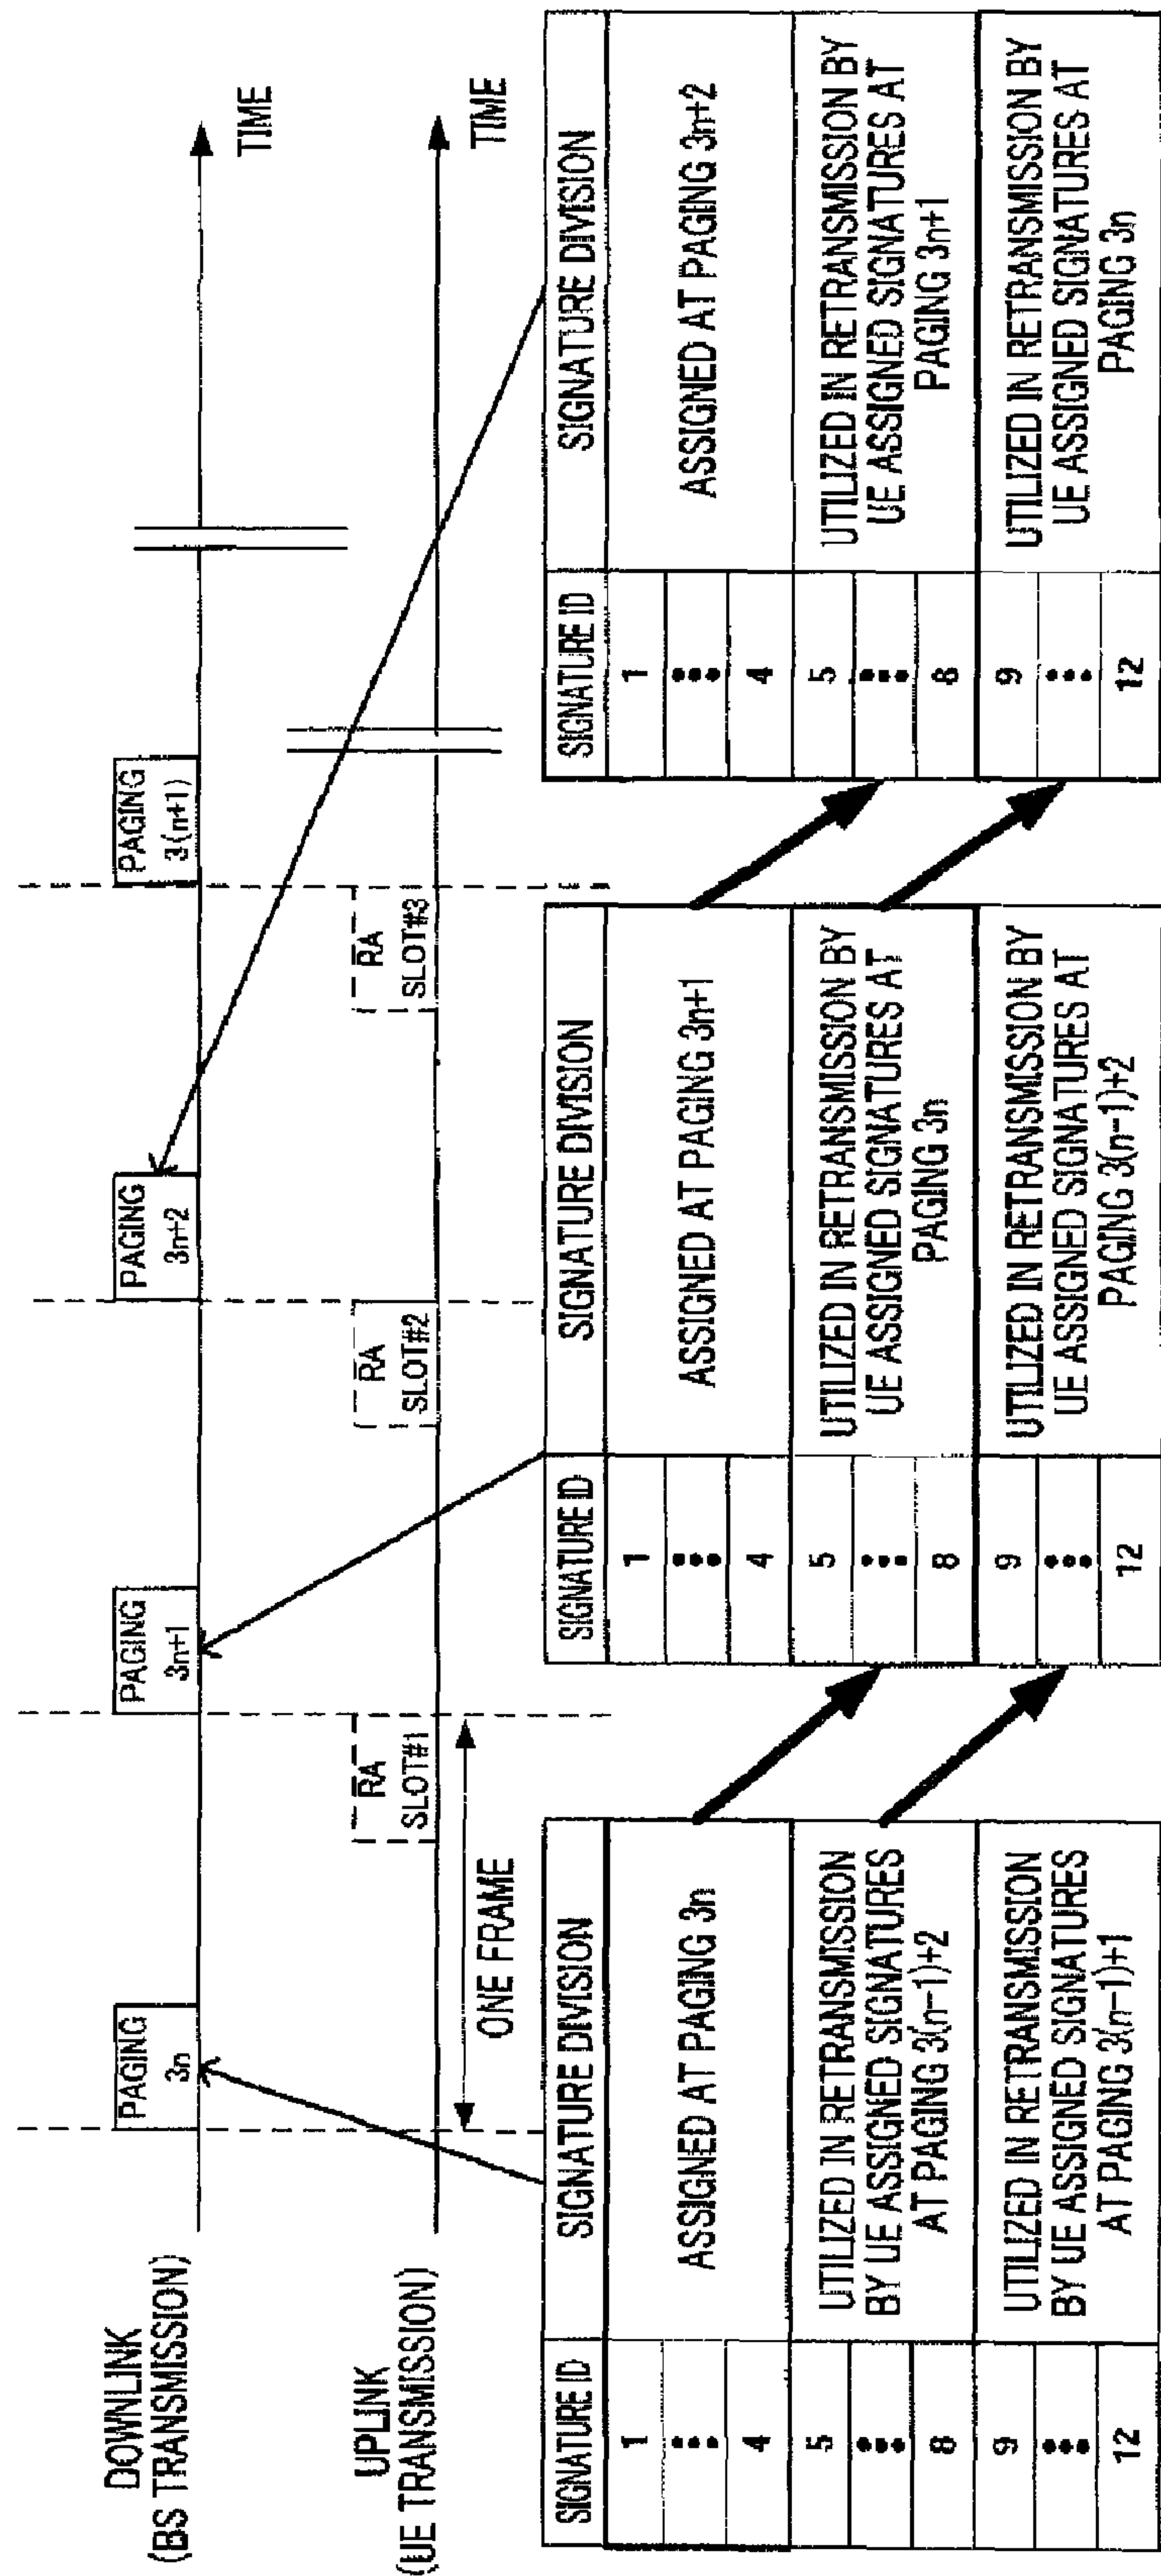 DOWNLINK
(BS TRANSMISSION)
PAGING
3n
PAGING
3n+1
PAGING
3n+2
PAGING
3(n+1)
TIME
UPLINK
(UE TRANSMISSION)
RA
SLOT#1
RA
SLOT#2
RA
SLOT#3
TIME
ONE FRAME
SIGNATURE ID
SIGNATURE DIVISION
1
4
ASSIGNED AT PAGING 3n
5
8
UTILIZED IN RETRANSMISSION
BY UE ASSIGNED SIGNATURES
AT PAGING 3(n-1)+2
9
12
UTILIZED IN RETRANSMISSION
BY UE ASSIGNED SIGNATURES
AT PAGING 3(n-1)+1
SIGNATURE ID
SIGNATURE DIVISION
1
4
ASSIGNED AT PAGING 3n+1
5
8
UTILIZED IN RETRANSMISSION BY
UE ASSIGNED SIGNATURES AT
PAGING 3n
9
12
UTILIZED IN RETRANSMISSION BY
UE ASSIGNED SIGNATURES AT
PAGING 3(n-1)+2
SIGNATURE ID
SIGNATURE DIVISION
1
4
ASSIGNED AT PAGING 3n+2
5
8
UTILIZED IN RETRANSMISSION BY
UE ASSIGNED SIGNATURES AT
PAGING 3n+1
9
12
UTILIZED IN RETRANSMISSION BY
UE ASSIGNED SIGNATURES AT
PAGING 3n